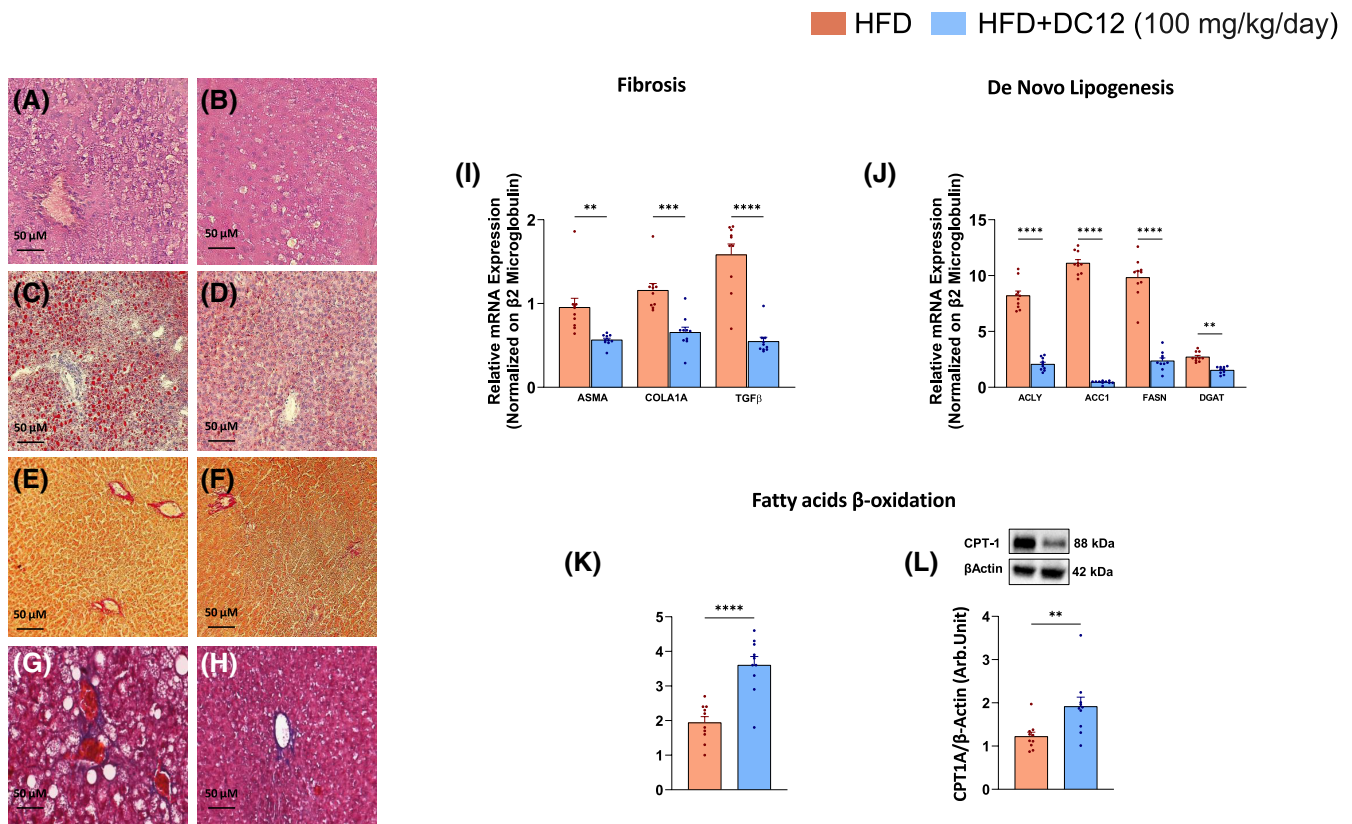 HFD HFD+DC12 (100 mg/kg/day)
(A)
50 µM
(B)
50 µM
(C)
50 µM
(D)
50 µM
(E)
50 µM
(F)
50 µM
(G)
50 µM
(H)
50 µM
Fibrosis
(I)
Relative mRNA Expression
(Normalized on β2 Microglobulin)
2
1
0
** *** ****
ASMA COLA1A TGFβ
De Novo Lipogenesis
(J)
Relative mRNA Expression
(Normalized on β2 Microglobulin)
15
10
5
0
**** **** **** **
ACLY ACC1 FASN DGAT
Fatty acids β-oxidation
(K)
5
4
3
2
1
0
****
(L)
CPT-1 88 kDa
βActin 42 kDa
CPT1A/β-Actin (Arb.Unit)
4
3
2
1
0
**